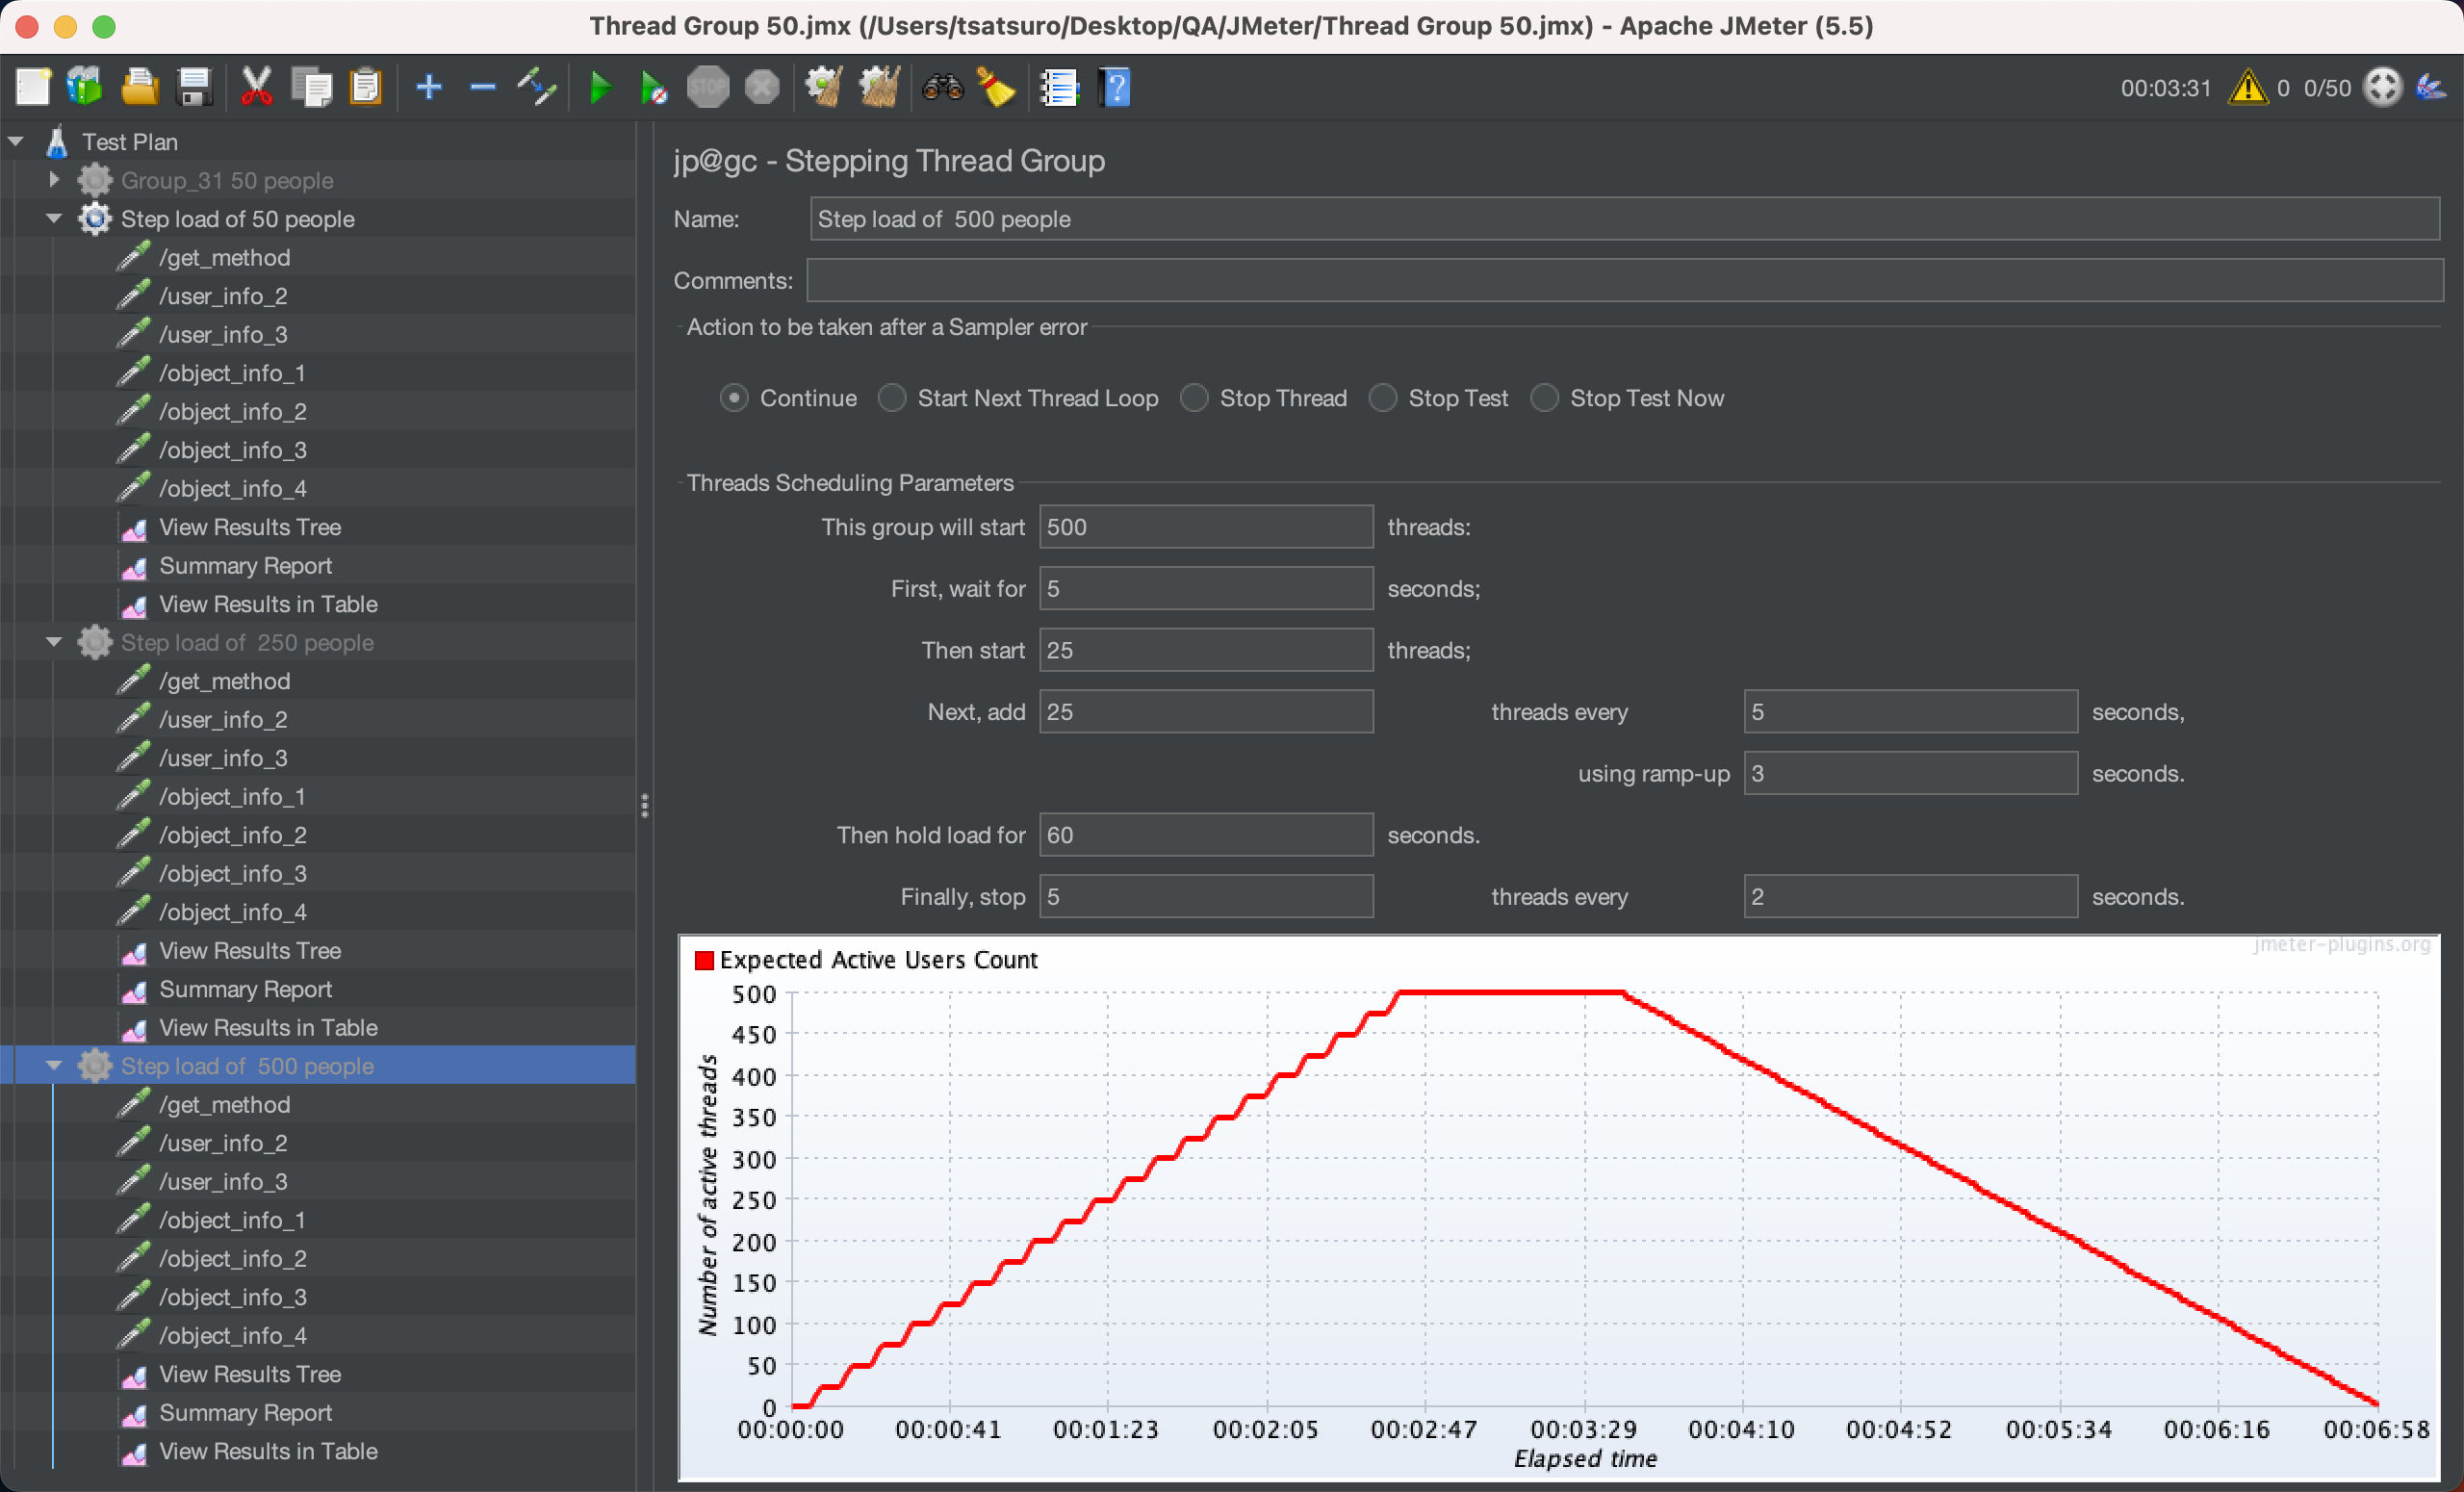 Thread Group 50.jmx (/Users/tsatsuro/Desktop/QA/JMeter/Thread Group 50.jmx) - Apache JMeter (5.5)
STOP
?
00:03:31 0 0/50
Test Plan
Group_31 50 people
Step load of 50 people
/get_method
/user_info_2
/user_info_3
/object_info_1
/object_info_2
/object_info_3
/object_info_4
View Results Tree
Summary Report
View Results in Table
Step load of  250 people
/get_method
/user_info_2
/user_info_3
/object_info_1
/object_info_2
/object_info_3
/object_info_4
View Results Tree
Summary Report
View Results in Table
Step load of  500 people
/get_method
/user_info_2
/user_info_3
/object_info_1
/object_info_2
/object_info_3
/object_info_4
View Results Tree
Summary Report
View Results in Table
jp@gc - Stepping Thread Group
Name: Step load of  500 people
Comments:
Action to be taken after a Sampler error
Continue Start Next Thread Loop Stop Thread Stop Test Stop Test Now
Threads Scheduling Parameters
This group will start 500 threads:
First, wait for 5 seconds;
Then start 25 threads;
Next, add 25 threads every 5 seconds,
using ramp-up 3 seconds.
Then hold load for 60 seconds.
Finally, stop 5 threads every 2 seconds.
jmeter-plugins.org
Expected Active Users Count
500
450
400
350
300
250
200
150
100
50
0
Number of active threads
00:00:00 00:00:41 00:01:23 00:02:05 00:02:47 00:03:29 00:04:10 00:04:52 00:05:34 00:06:16 00:06:58
Elapsed time